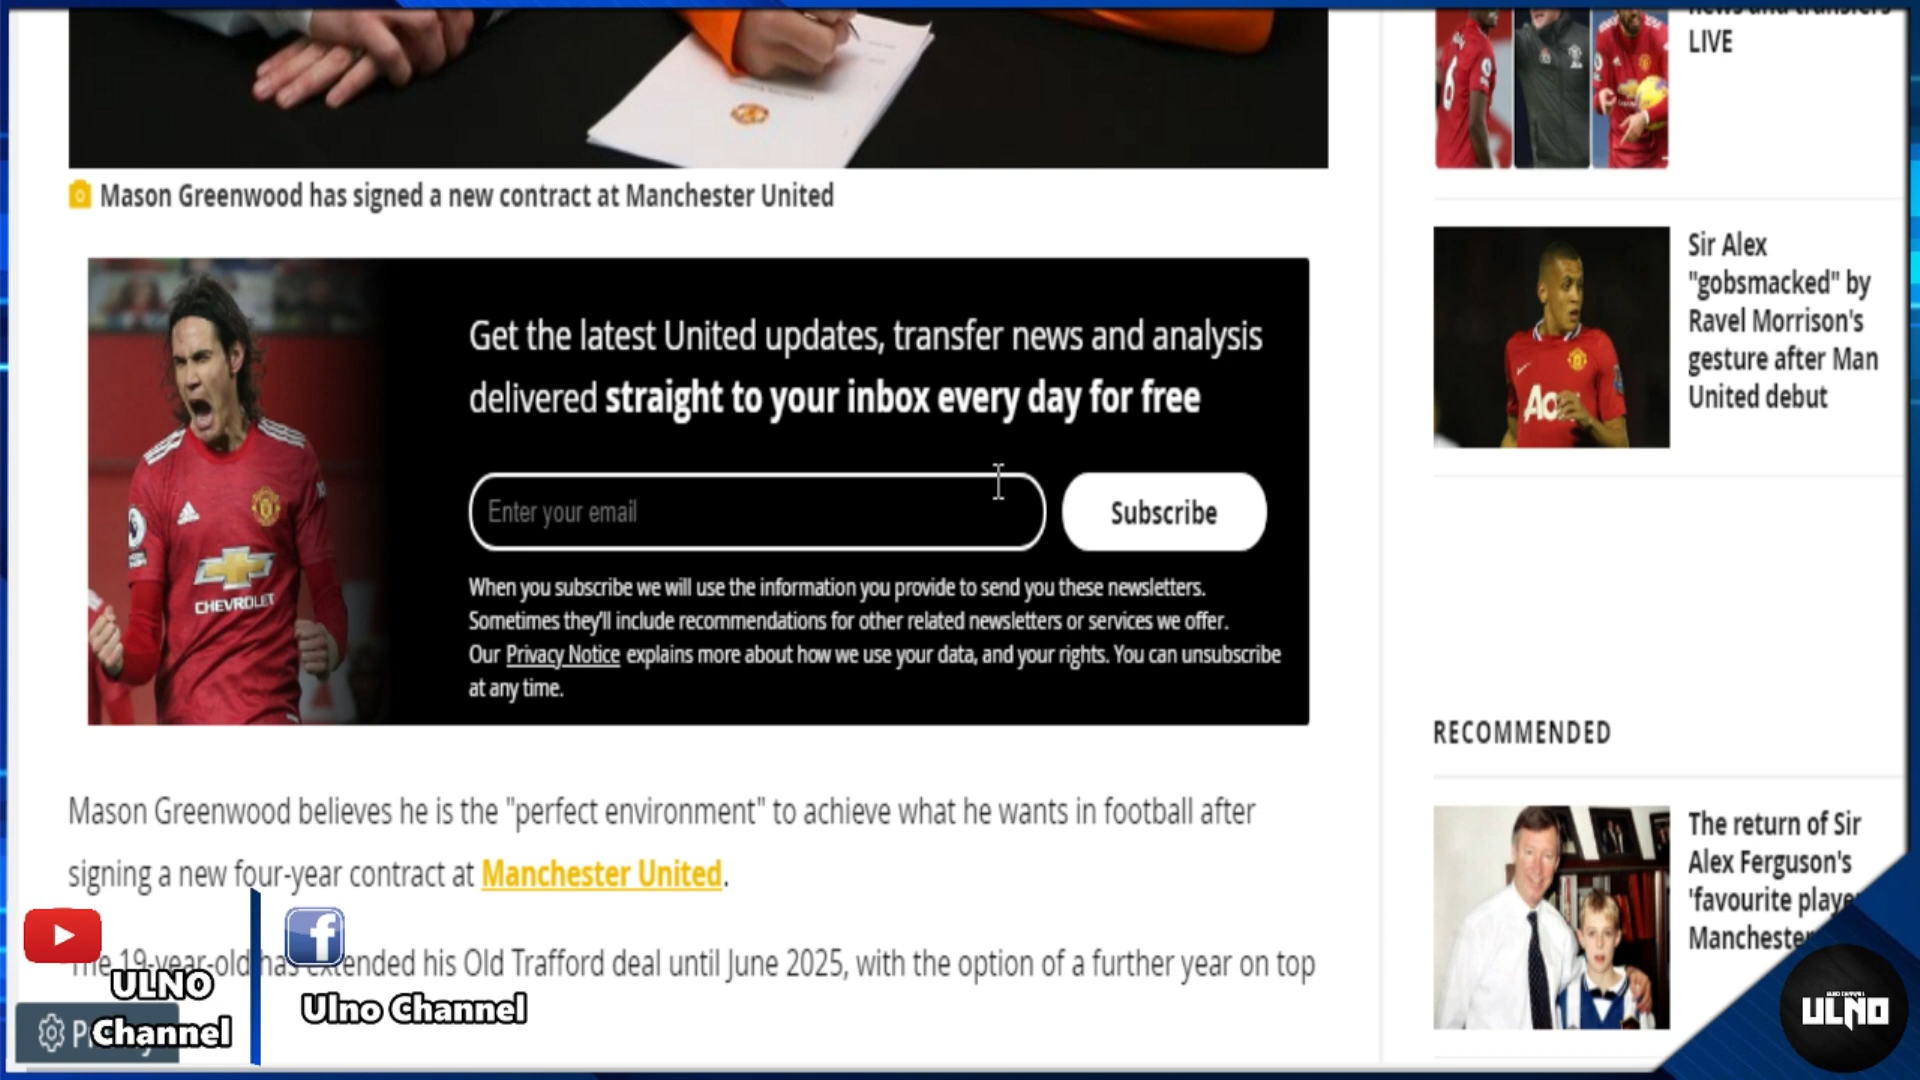 LIVE
Mason Greenwood has signed a new contract at Manchester United
Get the latest United updates, transfer news and analysis
delivered straight to your inbox every day for free
Enter your email
Subscribe
When you subscribe we will use the information you provide to send you these newsletters.
Sometimes they'll include recommendations for other related newsletters or services we offer.
Our Privacy Notice explains more about how we use your data, and your rights. You can unsubscribe
at any time.
CHEVROLET
Sir Alex
"gobsmacked" by
Ravel Morrison's
gesture after Man
United debut
6
RECOMMENDED
The return of Sir
Alex Ferguson's
'favourite
Manchester
Mason Greenwood believes he is the "perfect environment" to achieve what he wants in football after
signing a new four-year contract at Manchester United.
The 19-year-old has extended his Old Trafford deal until June 2025, with the option of a further year on top
ULNO
Channel
Ulno Channel
ULNO